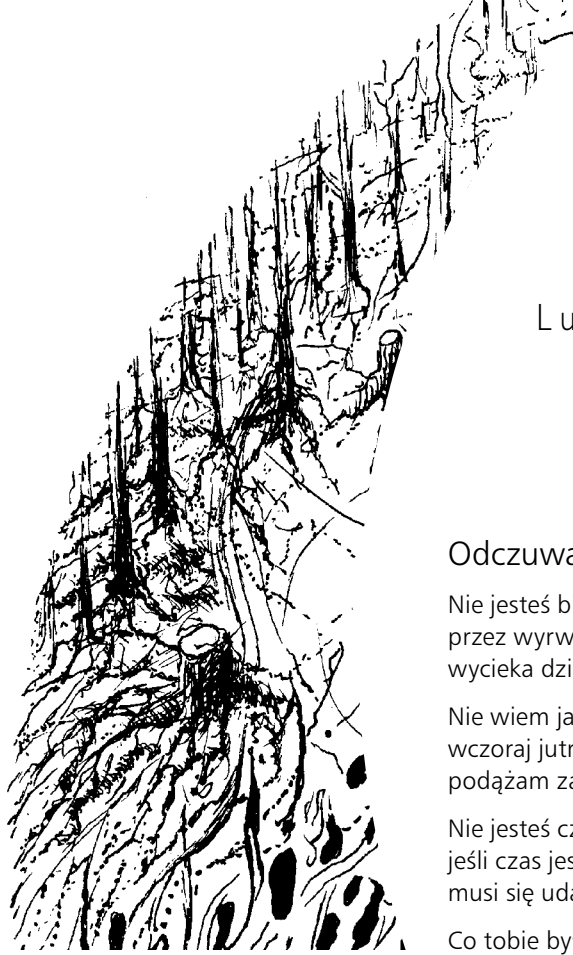 L u
Odczuwa
Nie jesteś b
przez wyrw
wycieka dzi
Nie wiem ja
wczoraj jutr
podążam za
Nie jesteś cz
jeśli czas jes
musi się uda
Co tobie by